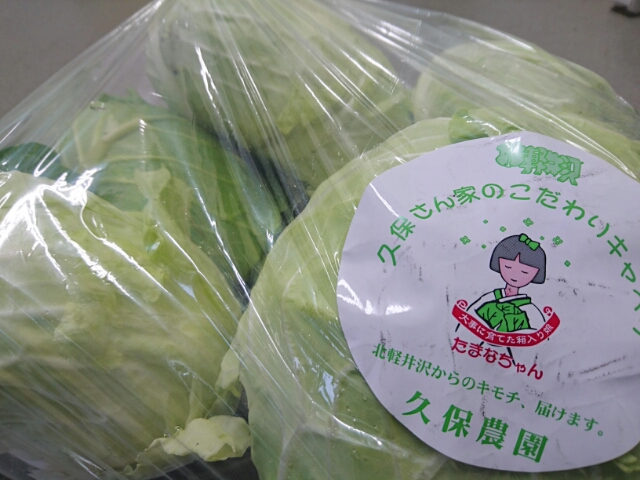 久保さん家のこだわりキャベ
大事に育てた箱入り娘
たまなちゃん
北軽井沢からのキモチ、届けます。
久保農園